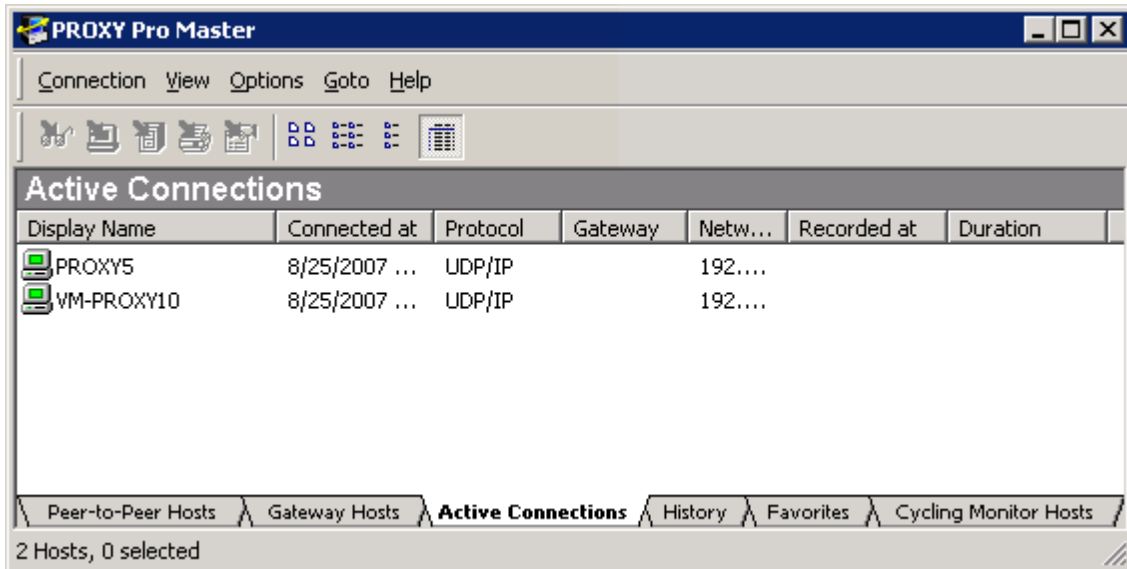 PROXY Pro Master
Connection View Options Goto Help
Active Connections
Display Name Connected at Protocol Gateway Netw... Recorded at Duration
PROXY5 8/25/2007 ... UDP/IP 192....
VM-PROXY10 8/25/2007 ... UDP/IP 192....
Peer-to-Peer Hosts Gateway Hosts Active Connections History Favorites Cycling Monitor Hosts
2 Hosts, 0 selected